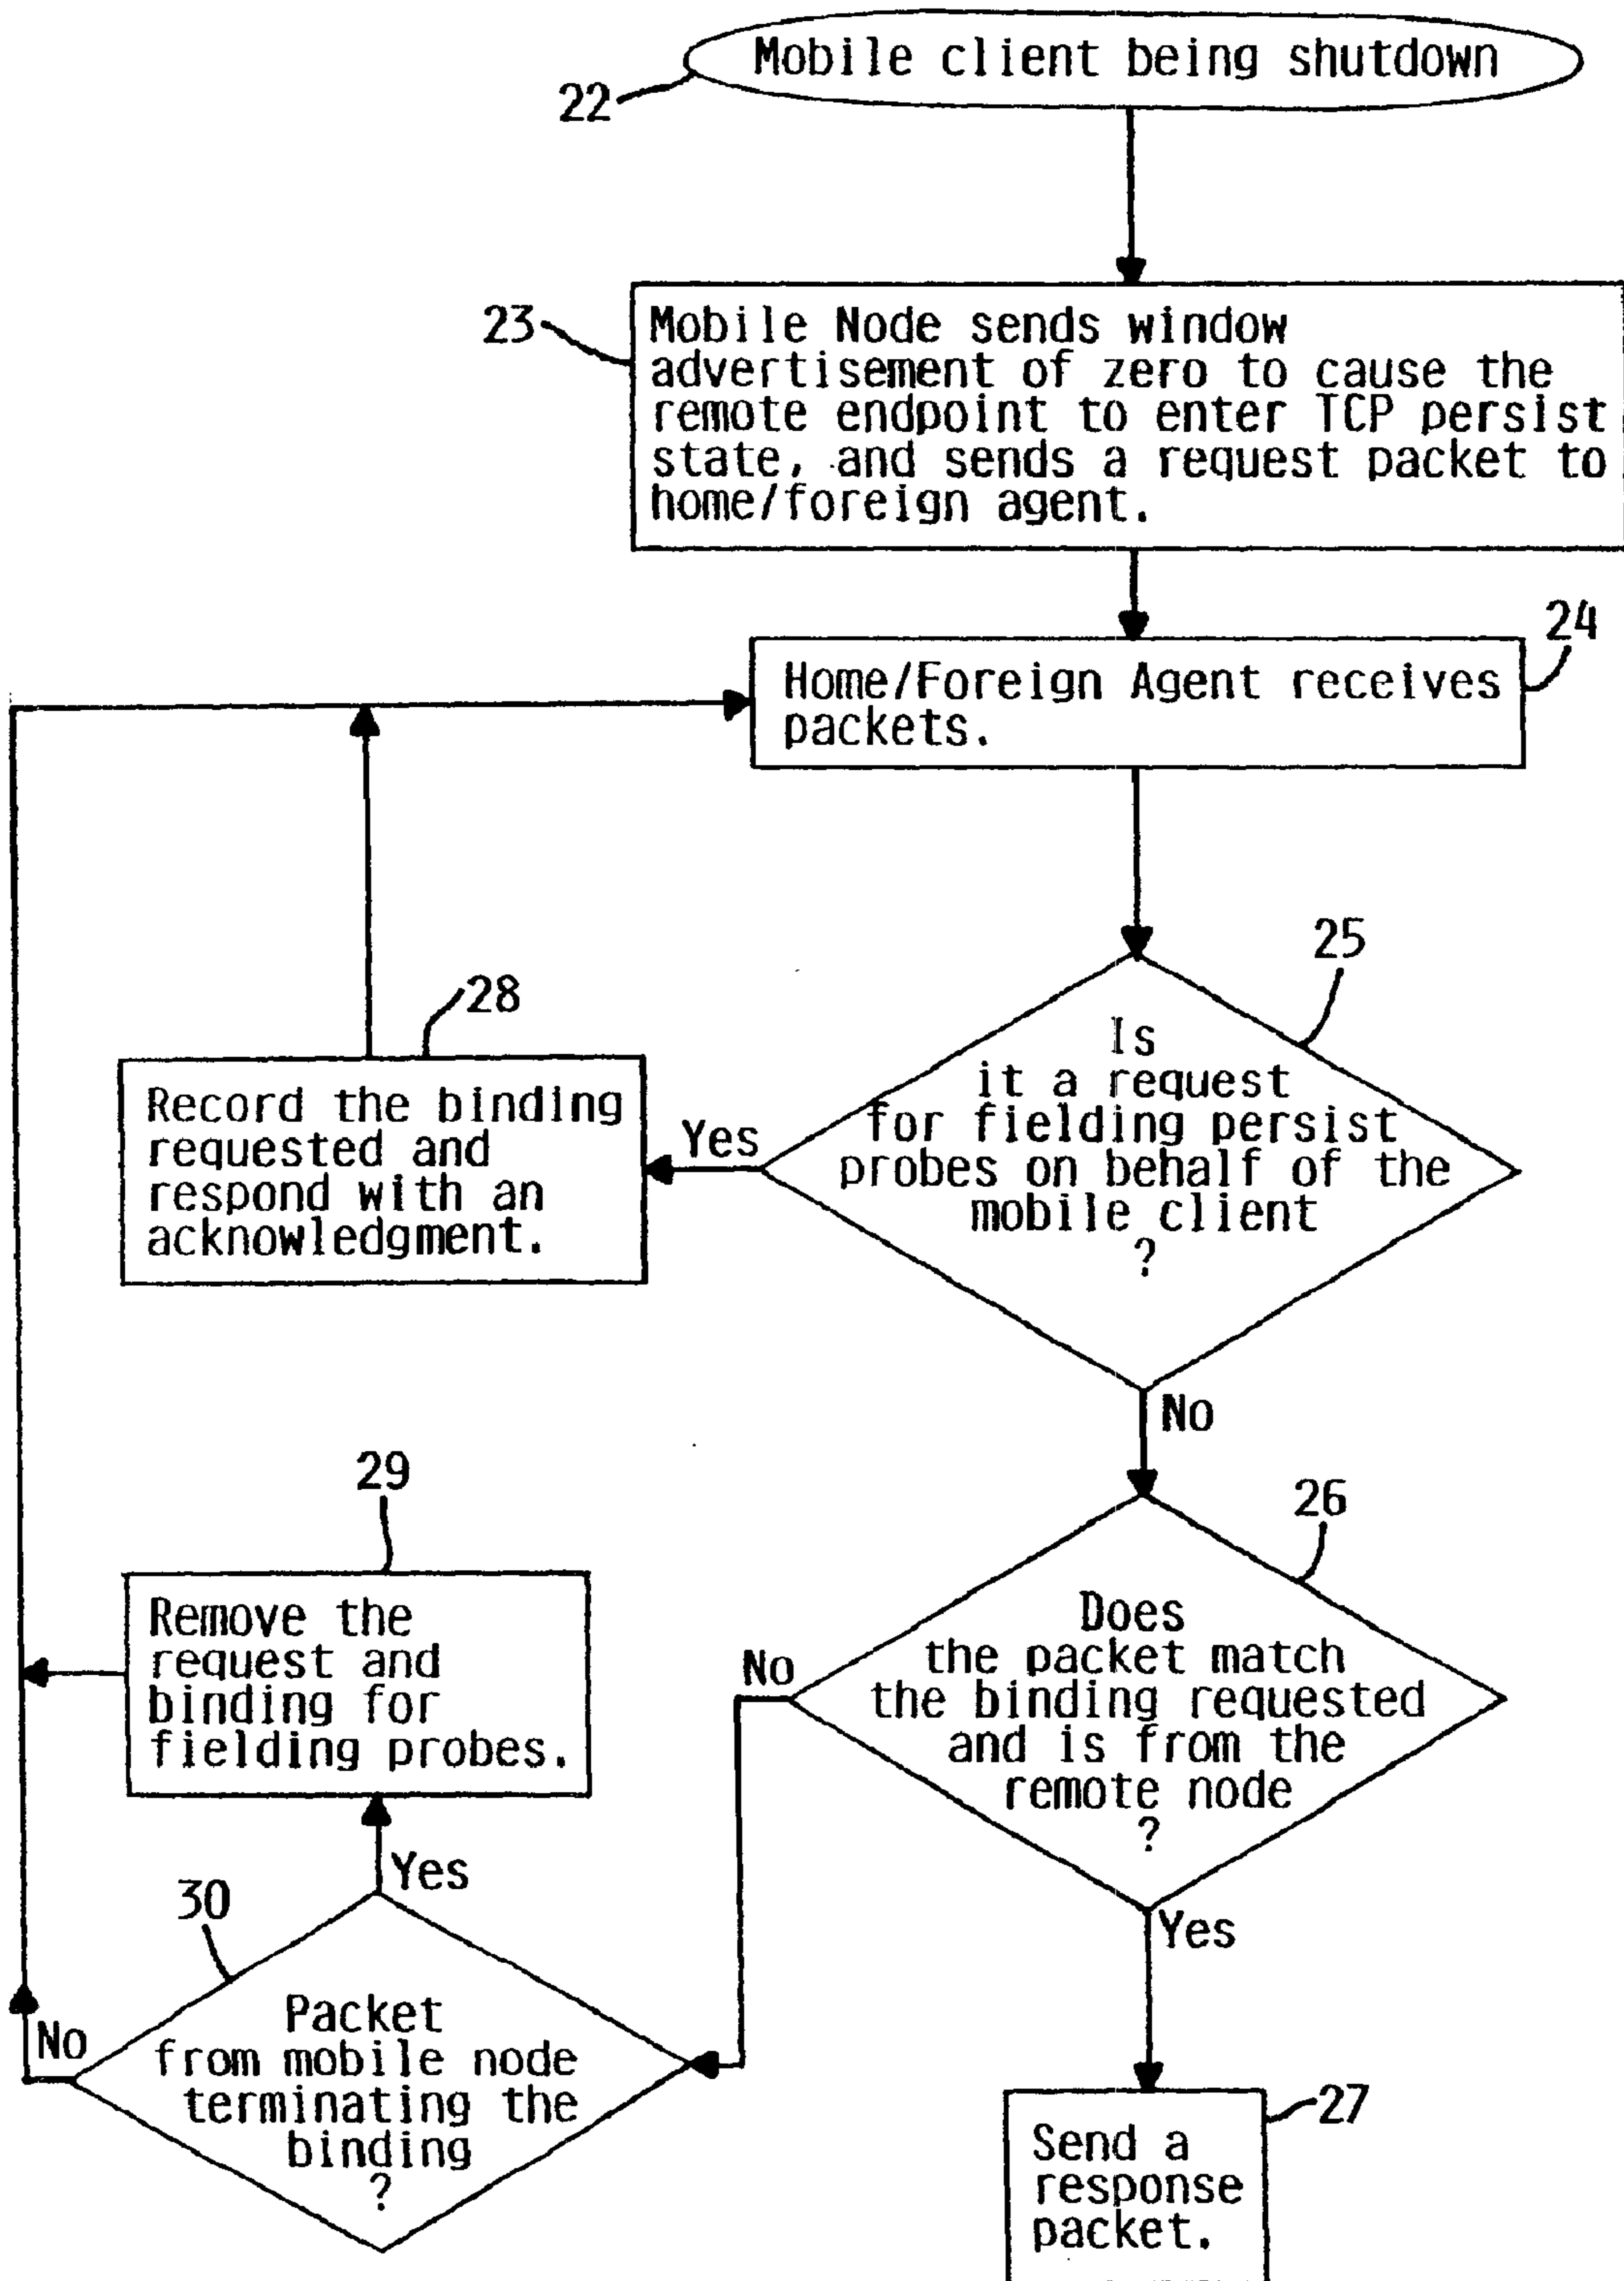 Mobile client being shutdown
22
23
Mobile Node sends window
advertisement of zero to cause the
remote endpoint to enter TCP persist
state, and sends a request packet to
home/foreign agent.
24
Home/Foreign Agent receives
packets.
25
Is
it a request
for fielding persist
probes on behalf of the
mobile client
?
Yes
28
Record the binding
requested and
respond with an
acknowledgment.
No
26
Does
the packet match
the binding requested
and is from the
remote node
?
No
29
Remove the
request and
binding for
fielding probes.
Yes
30
Packet
from mobile node
terminating the
binding
?
No
Yes
27
Send a
response
packet.